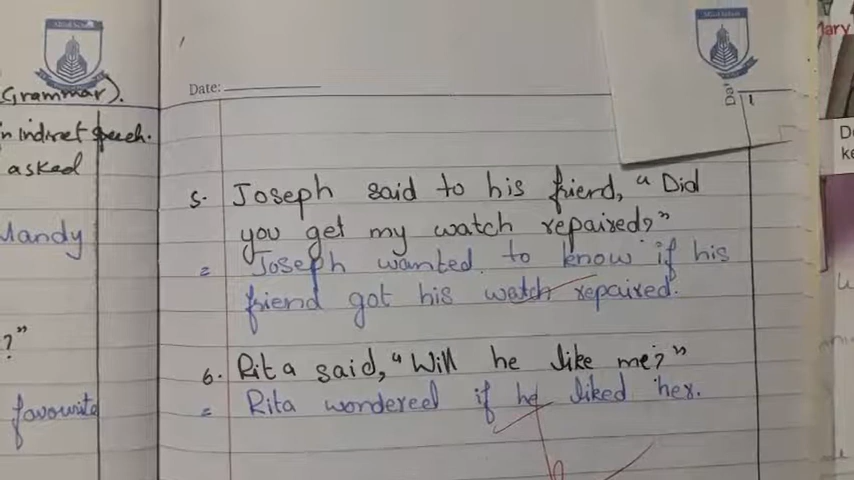 (Grammar).
in indirect speech.
asked
Mandy
?"
favourite
Date:
5. Joseph said to his friend, "Did
you get my watch repaired?"
= Joseph wanted to know if his
friend got his watch repaired.
6. Rita said, "Will he like me?"
= Rita wondered if he liked her.
Mary